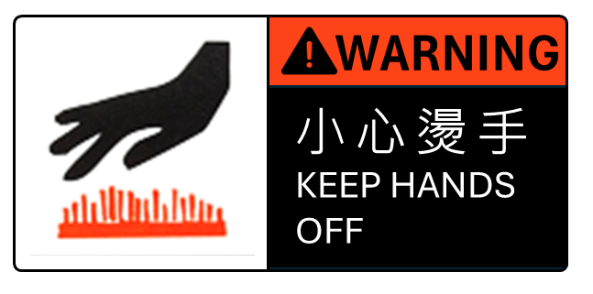 WARNING
小心燙手
KEEP HANDS
OFF